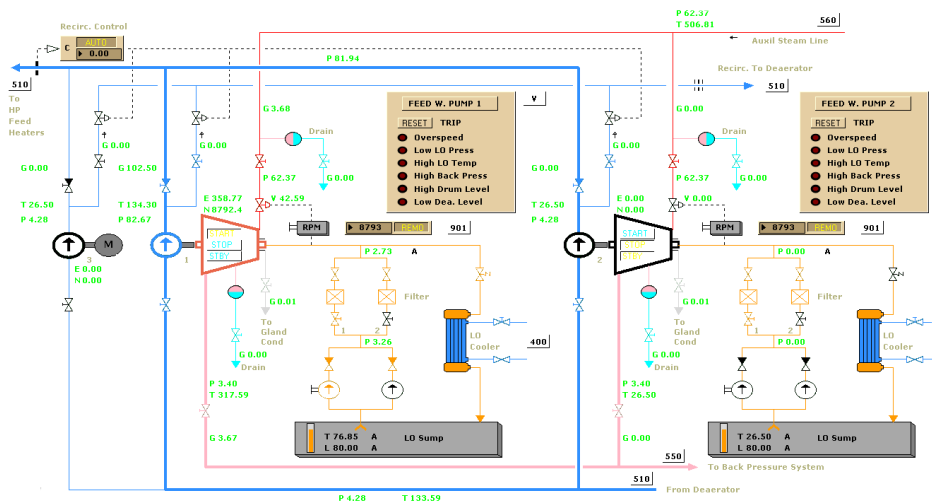 P 62.37
T 506.81
560
Auxil Steam Line
Recirc. Control
C AUTO
0.00
P 81.94
510
To
HP
Feed
Heaters
Recirc. To Deaerator
510
G 3.68
G 0.00
FEED W. PUMP 1
RESET TRIP
Overspeed
Low LO Press
High LO Temp
High Back Press
High Drum Level
Low Dea. Level
V
FEED W. PUMP 2
RESET TRIP
Overspeed
Low LO Press
High LO Temp
High Back Press
High Drum Level
Low Dea. Level
Drain
Drain
G 0.00
G 0.00
G 0.00
G 0.00
G 102.50
G 0.00
G 0.00
P 62.37
G 0.00
P 62.37
G 0.00
T 26.50
P 4.28
T 134.30
P 82.67
E 358.77
N 8792.4
V 42.59
T 26.50
P 4.28
E 0.00
N 0.00
V 0.00
START
STOP
STBY
RPM
8793 REMO
901
START
STOP
STBY
RPM
8793 REMO
901
M
3
1
2
E 0.00
N 0.00
P 2.73
A
P 0.00
A
G 0.01
G 0.01
Filter
Filter
To
Gland
Cond
To
Gland
Cond
1
2
1
2
LO
Cooler
400
LO
Cooler
G 0.00
Drain
P 3.26
G 0.00
Drain
P 0.00
P 3.40
T 317.59
P 3.40
T 26.50
G 3.67
G 0.00
T 76.85 A
L 80.00 A
LO Sump
T 26.50 A
L 80.00 A
LO Sump
550
To Back Pressure System
510
From Deaerator
P 4.28
T 133.59